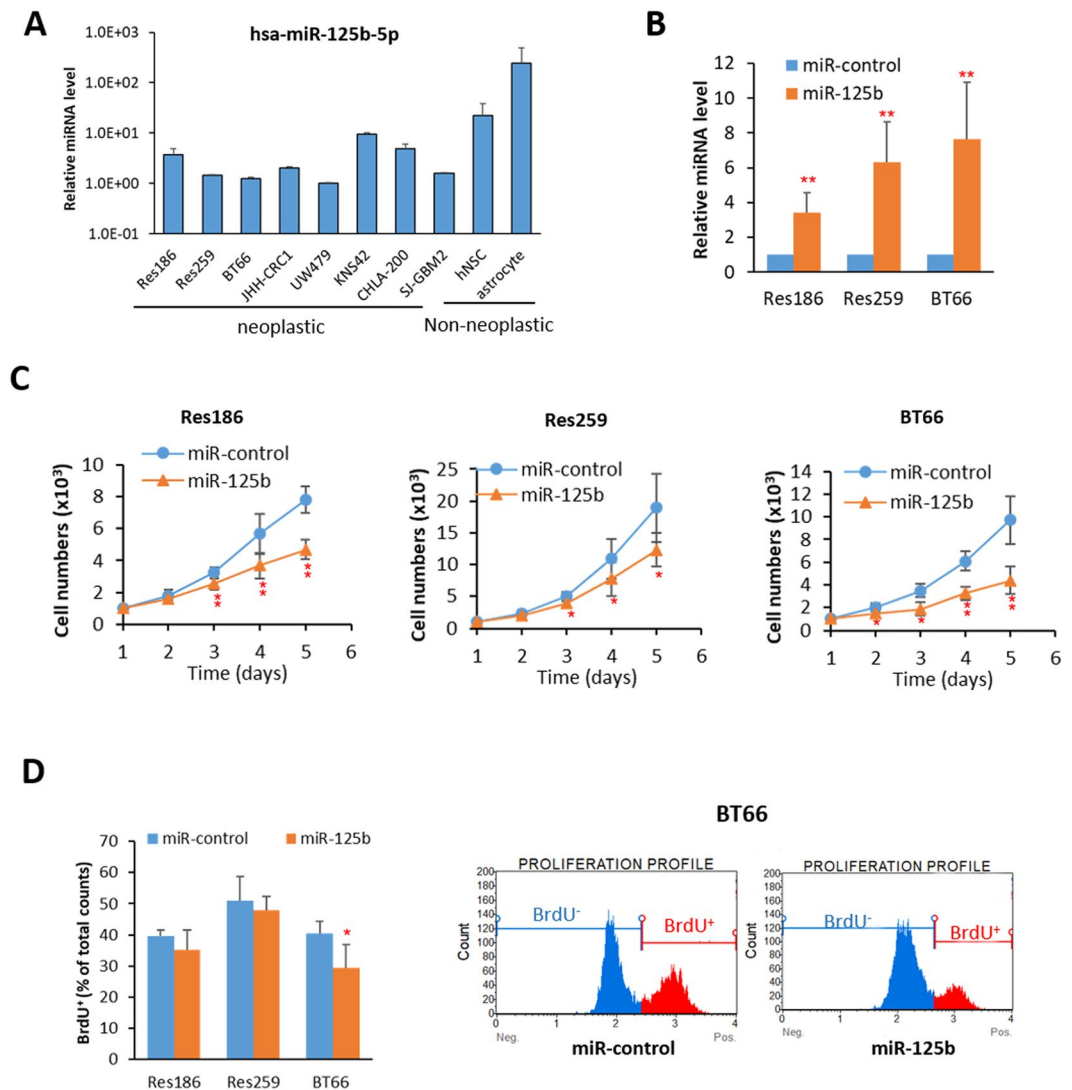 A
hsa-miR-125b-5p
Relative miRNA level
1.0E+03
1.0E+02
1.0E+01
1.0E+00
1.0E-01
Res186
Res259
BT66
JHH-CRC1
UW479
KNS42
CHLA-200
SJ-GBM2
hNSC
astrocyte
neoplastic
Non-neoplastic
B
miR-control
miR-125b
Relative miRNA level
12
10
8
6
4
2
0
**
**
**
Res186
Res259
BT66
C
Res186
miR-control
miR-125b
Cell numbers (x10³)
10
8
6
4
2
0
**
**
**
1 2 3 4 5 6
Time (days)
Res259
miR-control
miR-125b
Cell numbers (x10³)
25
20
15
10
5
0
*
*
*
1 2 3 4 5 6
Time (days)
BT66
miR-control
miR-125b
Cell numbers (x10³)
14
12
10
8
6
4
2
0
*
*
**
**
1 2 3 4 5 6
Time (days)
D
miR-control
miR-125b
BrdU⁺ (% of total counts)
70
60
50
40
30
20
10
0
*
Res186
Res259
BT66
BT66
PROLIFERATION PROFILE
Count
200
180
160
140
120
100
80
60
40
20
0
BrdU⁻
BrdU⁺
0 1 2 3 4
Neg.
Pos.
miR-control
PROLIFERATION PROFILE
Count
200
180
160
140
120
100
80
60
40
20
0
BrdU⁻
BrdU⁺
0 1 2 3 4
Neg.
Pos.
miR-125b